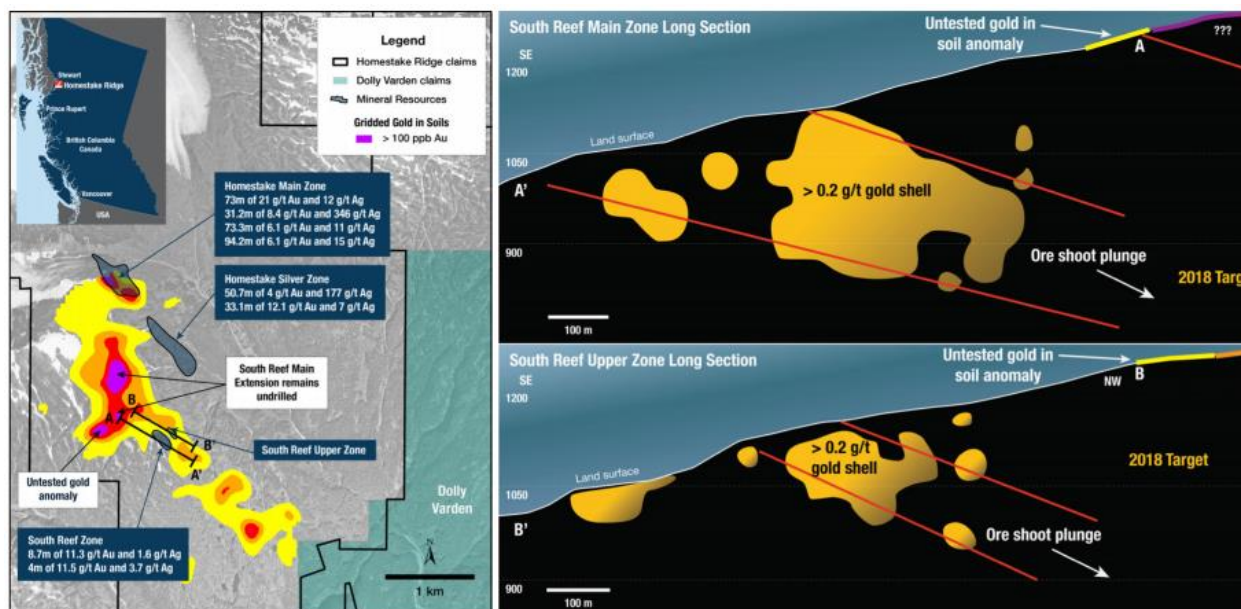 Stewart
Homestake Ridge
Prince Rupert
British Columbia
Canada
Vancouver
USA
Legend
Homestake Ridge claims
Dolly Varden claims
Mineral Resources
Gridded Gold in Soils
> 100 ppb Au
Homestake Main Zone
73m of 21 g/t Au and 12 g/t Ag
31.2m of 8.4 g/t Au and 346 g/t Ag
73.3m of 6.1 g/t Au and 11 g/t Ag
94.2m of 6.1 g/t Au and 15 g/t Ag
Homestake Silver Zone
50.7m of 4 g/t Au and 177 g/t Ag
33.1m of 12.1 g/t Au and 7 g/t Ag
South Reef Main
Extension remains
undrilled
B
A
B'
A'
South Reef Upper Zone
Untested gold
anomaly
South Reef Zone
8.7m of 11.3 g/t Au and 1.6 g/t Ag
4m of 11.5 g/t Au and 3.7 g/t Ag
Dolly
Varden
N
1 km
South Reef Main Zone Long Section
SE
1200
Untested gold in
soil anomaly
A
???
Land surface
1050
A'
> 0.2 g/t gold shell
900
Ore shoot plunge
2018 Targ
100 m
South Reef Upper Zone Long Section
SE
1200
Untested gold in
soil anomaly
NW
B
> 0.2 g/t
gold shell
2018 Target
Land surface
1050
B'
Ore shoot plunge
900
100 m